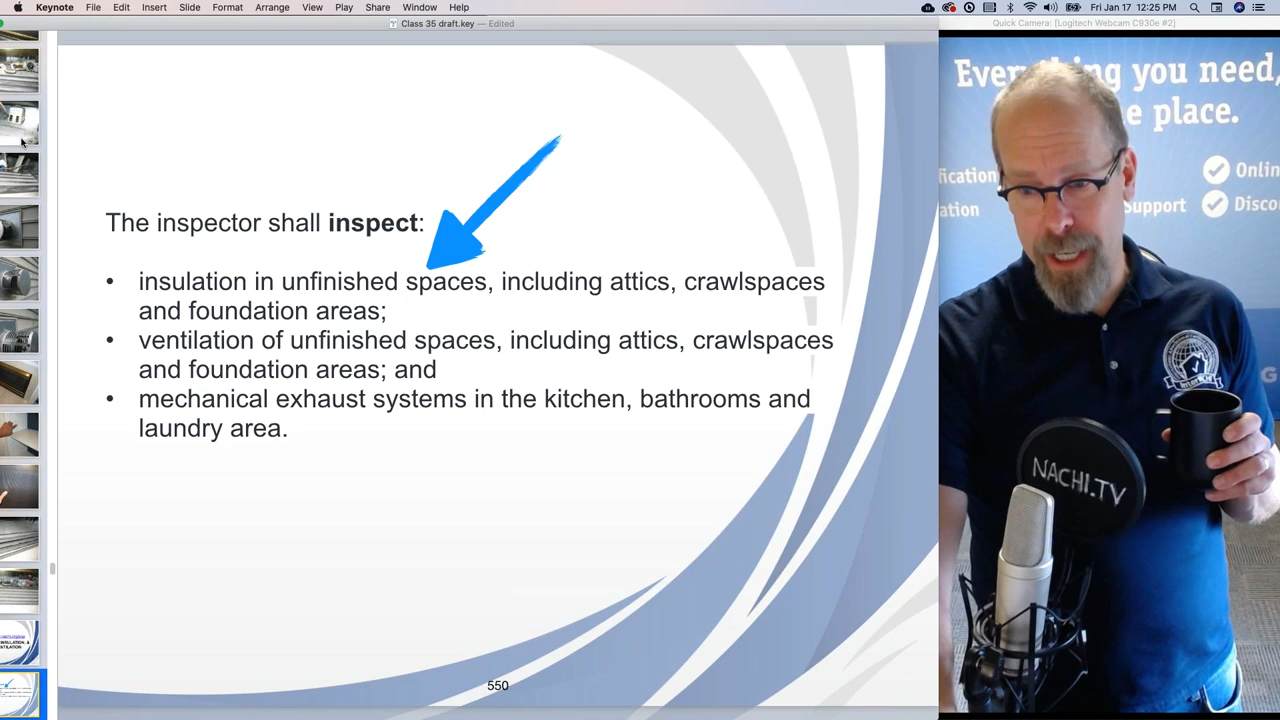 Keynote File Edit Insert Slide Format Arrange View Play Share Window Help Fri Jan 17 12:25 PM
Class 35 draft.key — Edited
Quick Camera: [Logitech Webcam C930e #2]
The inspector shall inspect:
• insulation in unfinished spaces, including attics, crawlspaces
and foundation areas;
• ventilation of unfinished spaces, including attics, crawlspaces
and foundation areas; and
• mechanical exhaust systems in the kitchen, bathrooms and
laundry area.
550
you need,
place.
Support
NACHI.TV